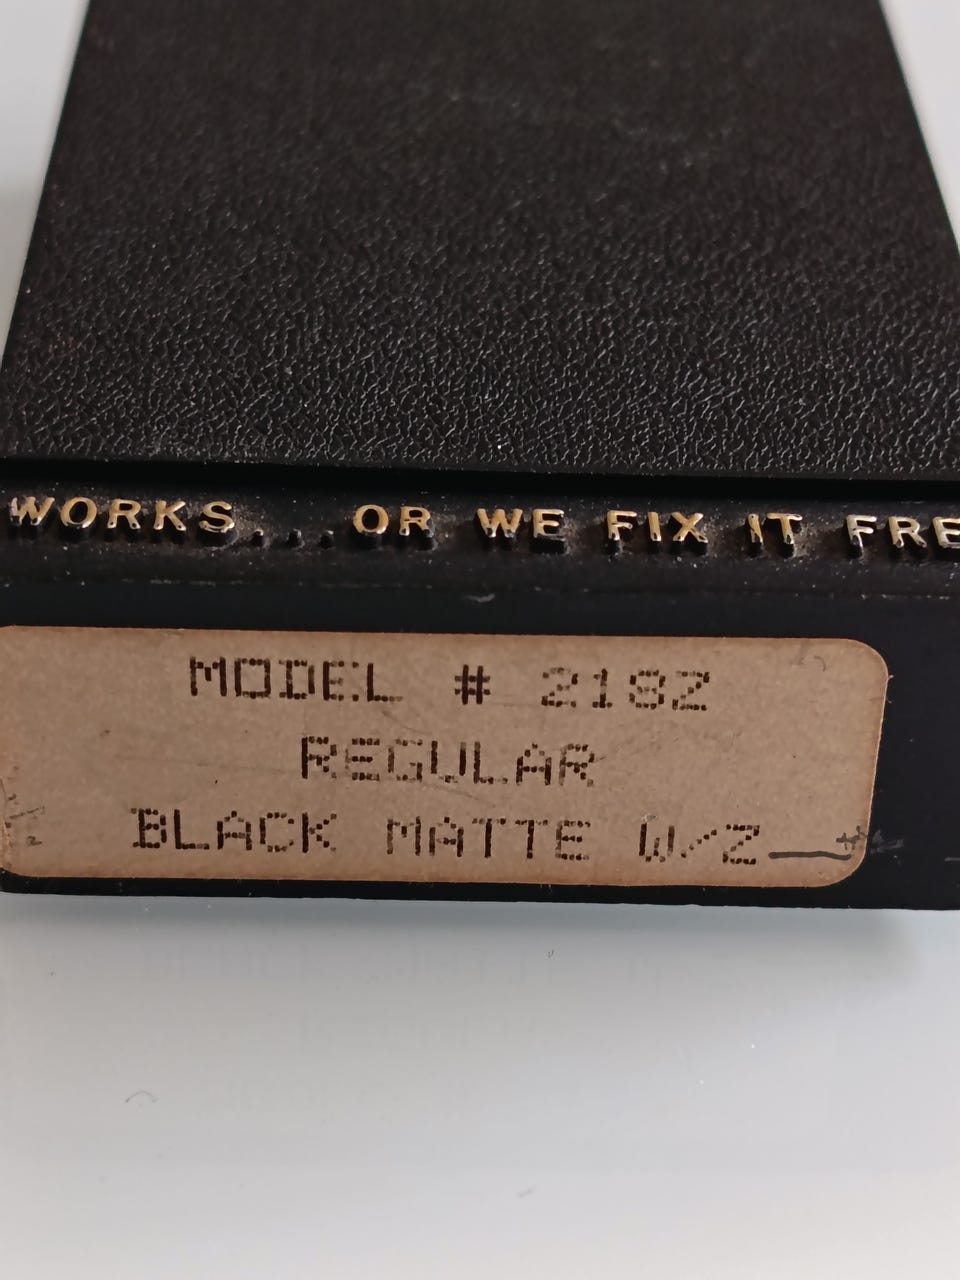 WORKS...OR WE FIX IT FRE
MODEL # 218Z
REGULAR
BLACK MATTE W/Z